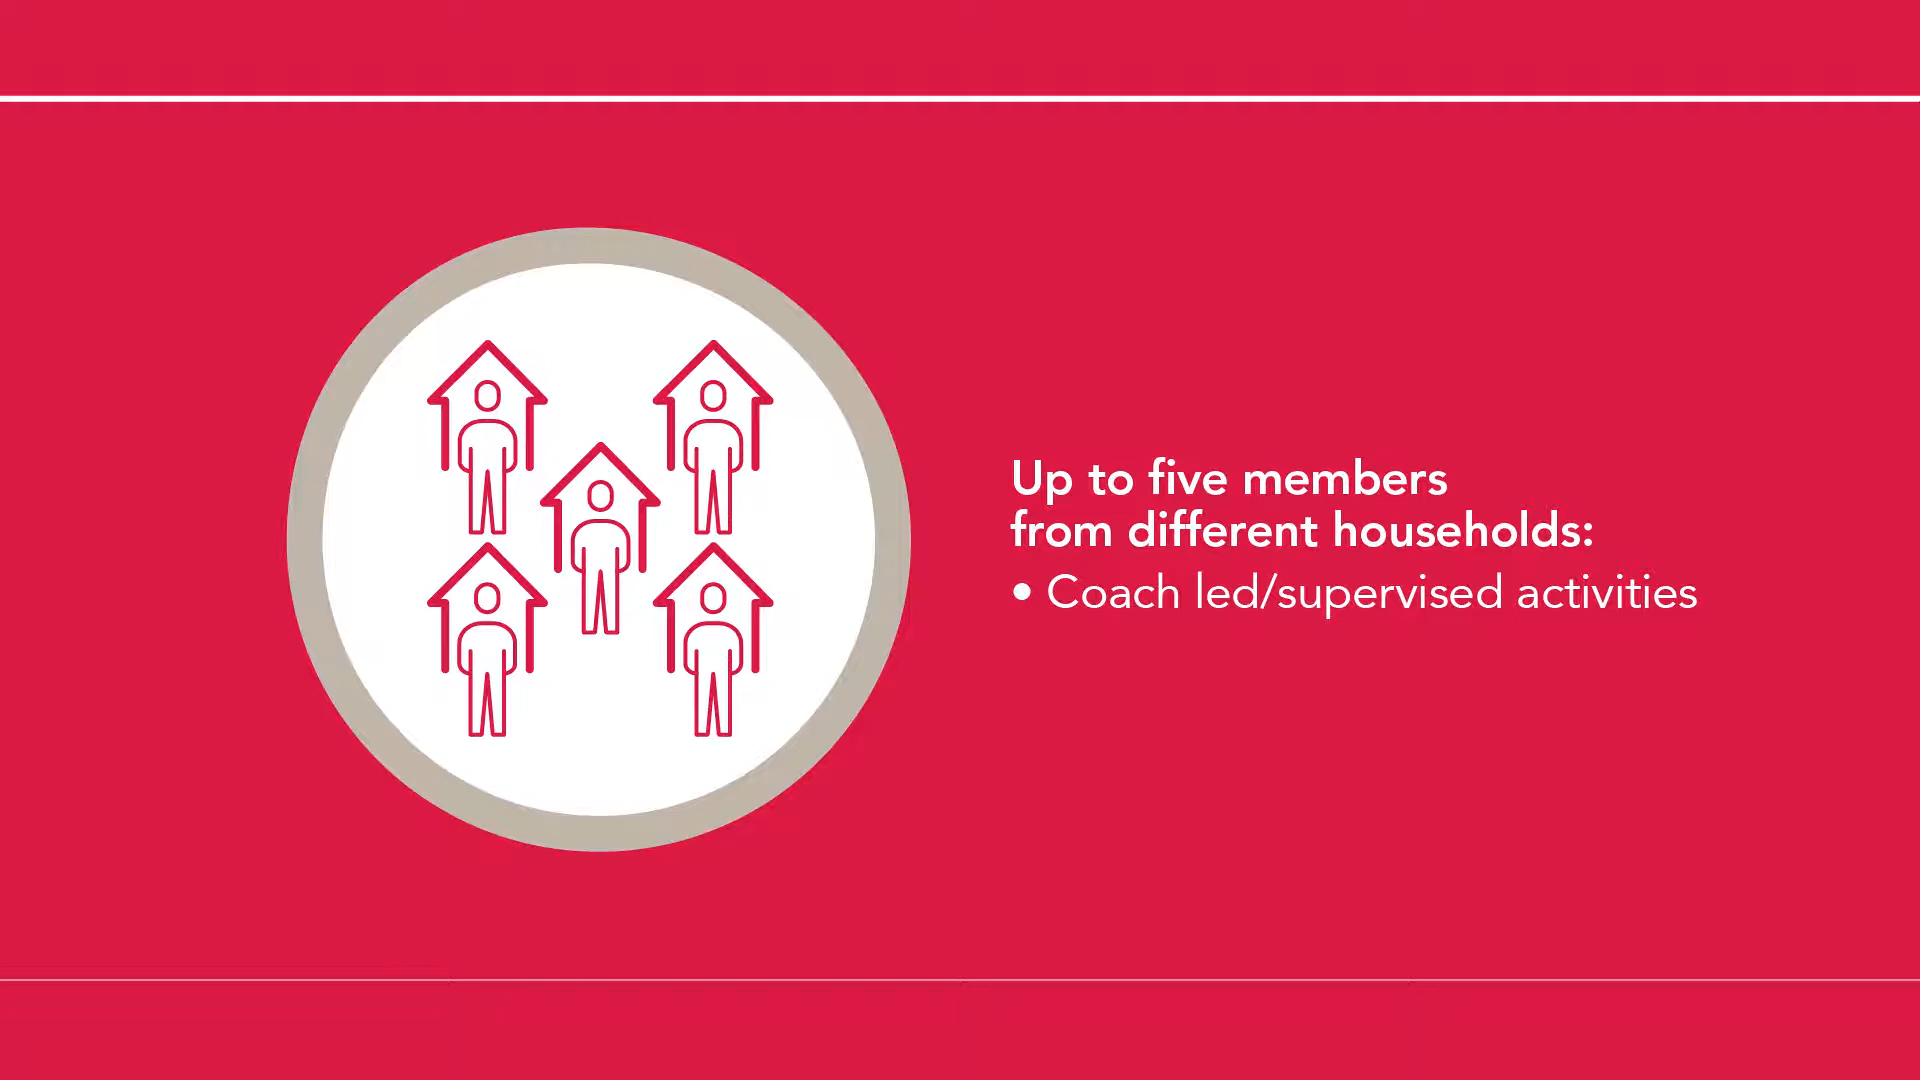 Up to five members
from different households:
• Coach led/supervised activities